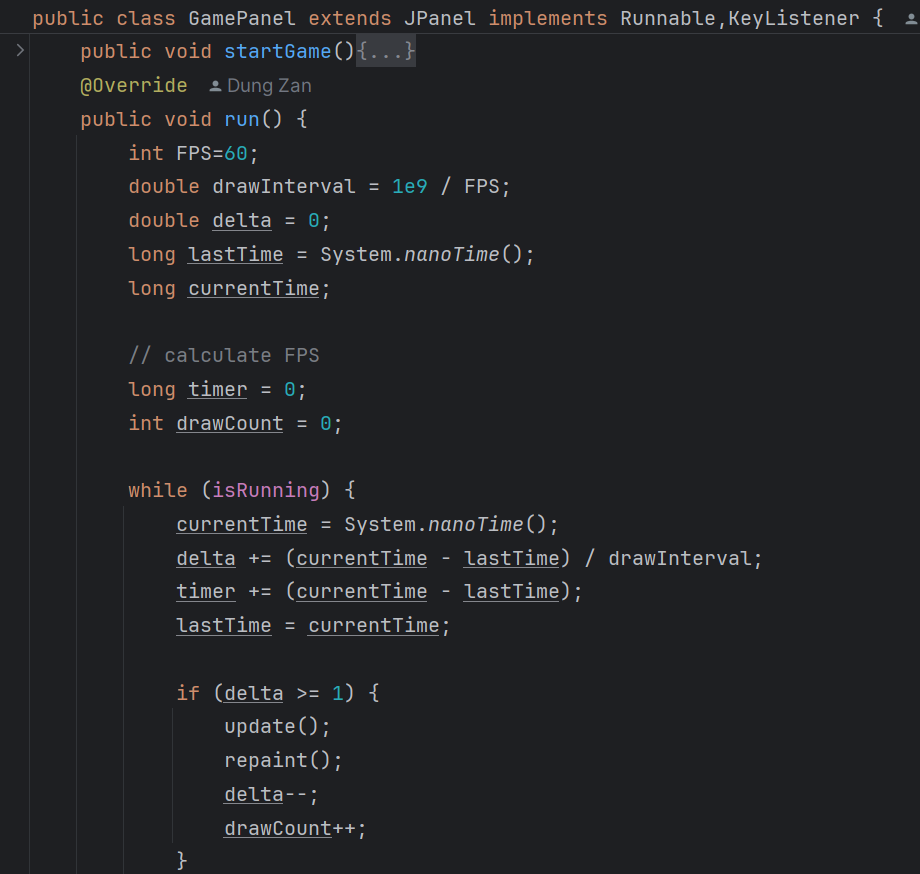 public class GamePanel extends JPanel implements Runnable,KeyListener {
public void startGame(){...}
@Override Dung Zan
public void run() {
int FPS=60;
double drawInterval = 1e9 / FPS;
double delta = 0;
long lastTime = System.nanoTime();
long currentTime;
// calculate FPS
long timer = 0;
int drawCount = 0;
while (isRunning) {
currentTime = System.nanoTime();
delta += (currentTime - lastTime) / drawInterval;
timer += (currentTime - lastTime);
lastTime = currentTime;
if (delta >= 1) {
update();
repaint();
delta--;
drawCount++;
}